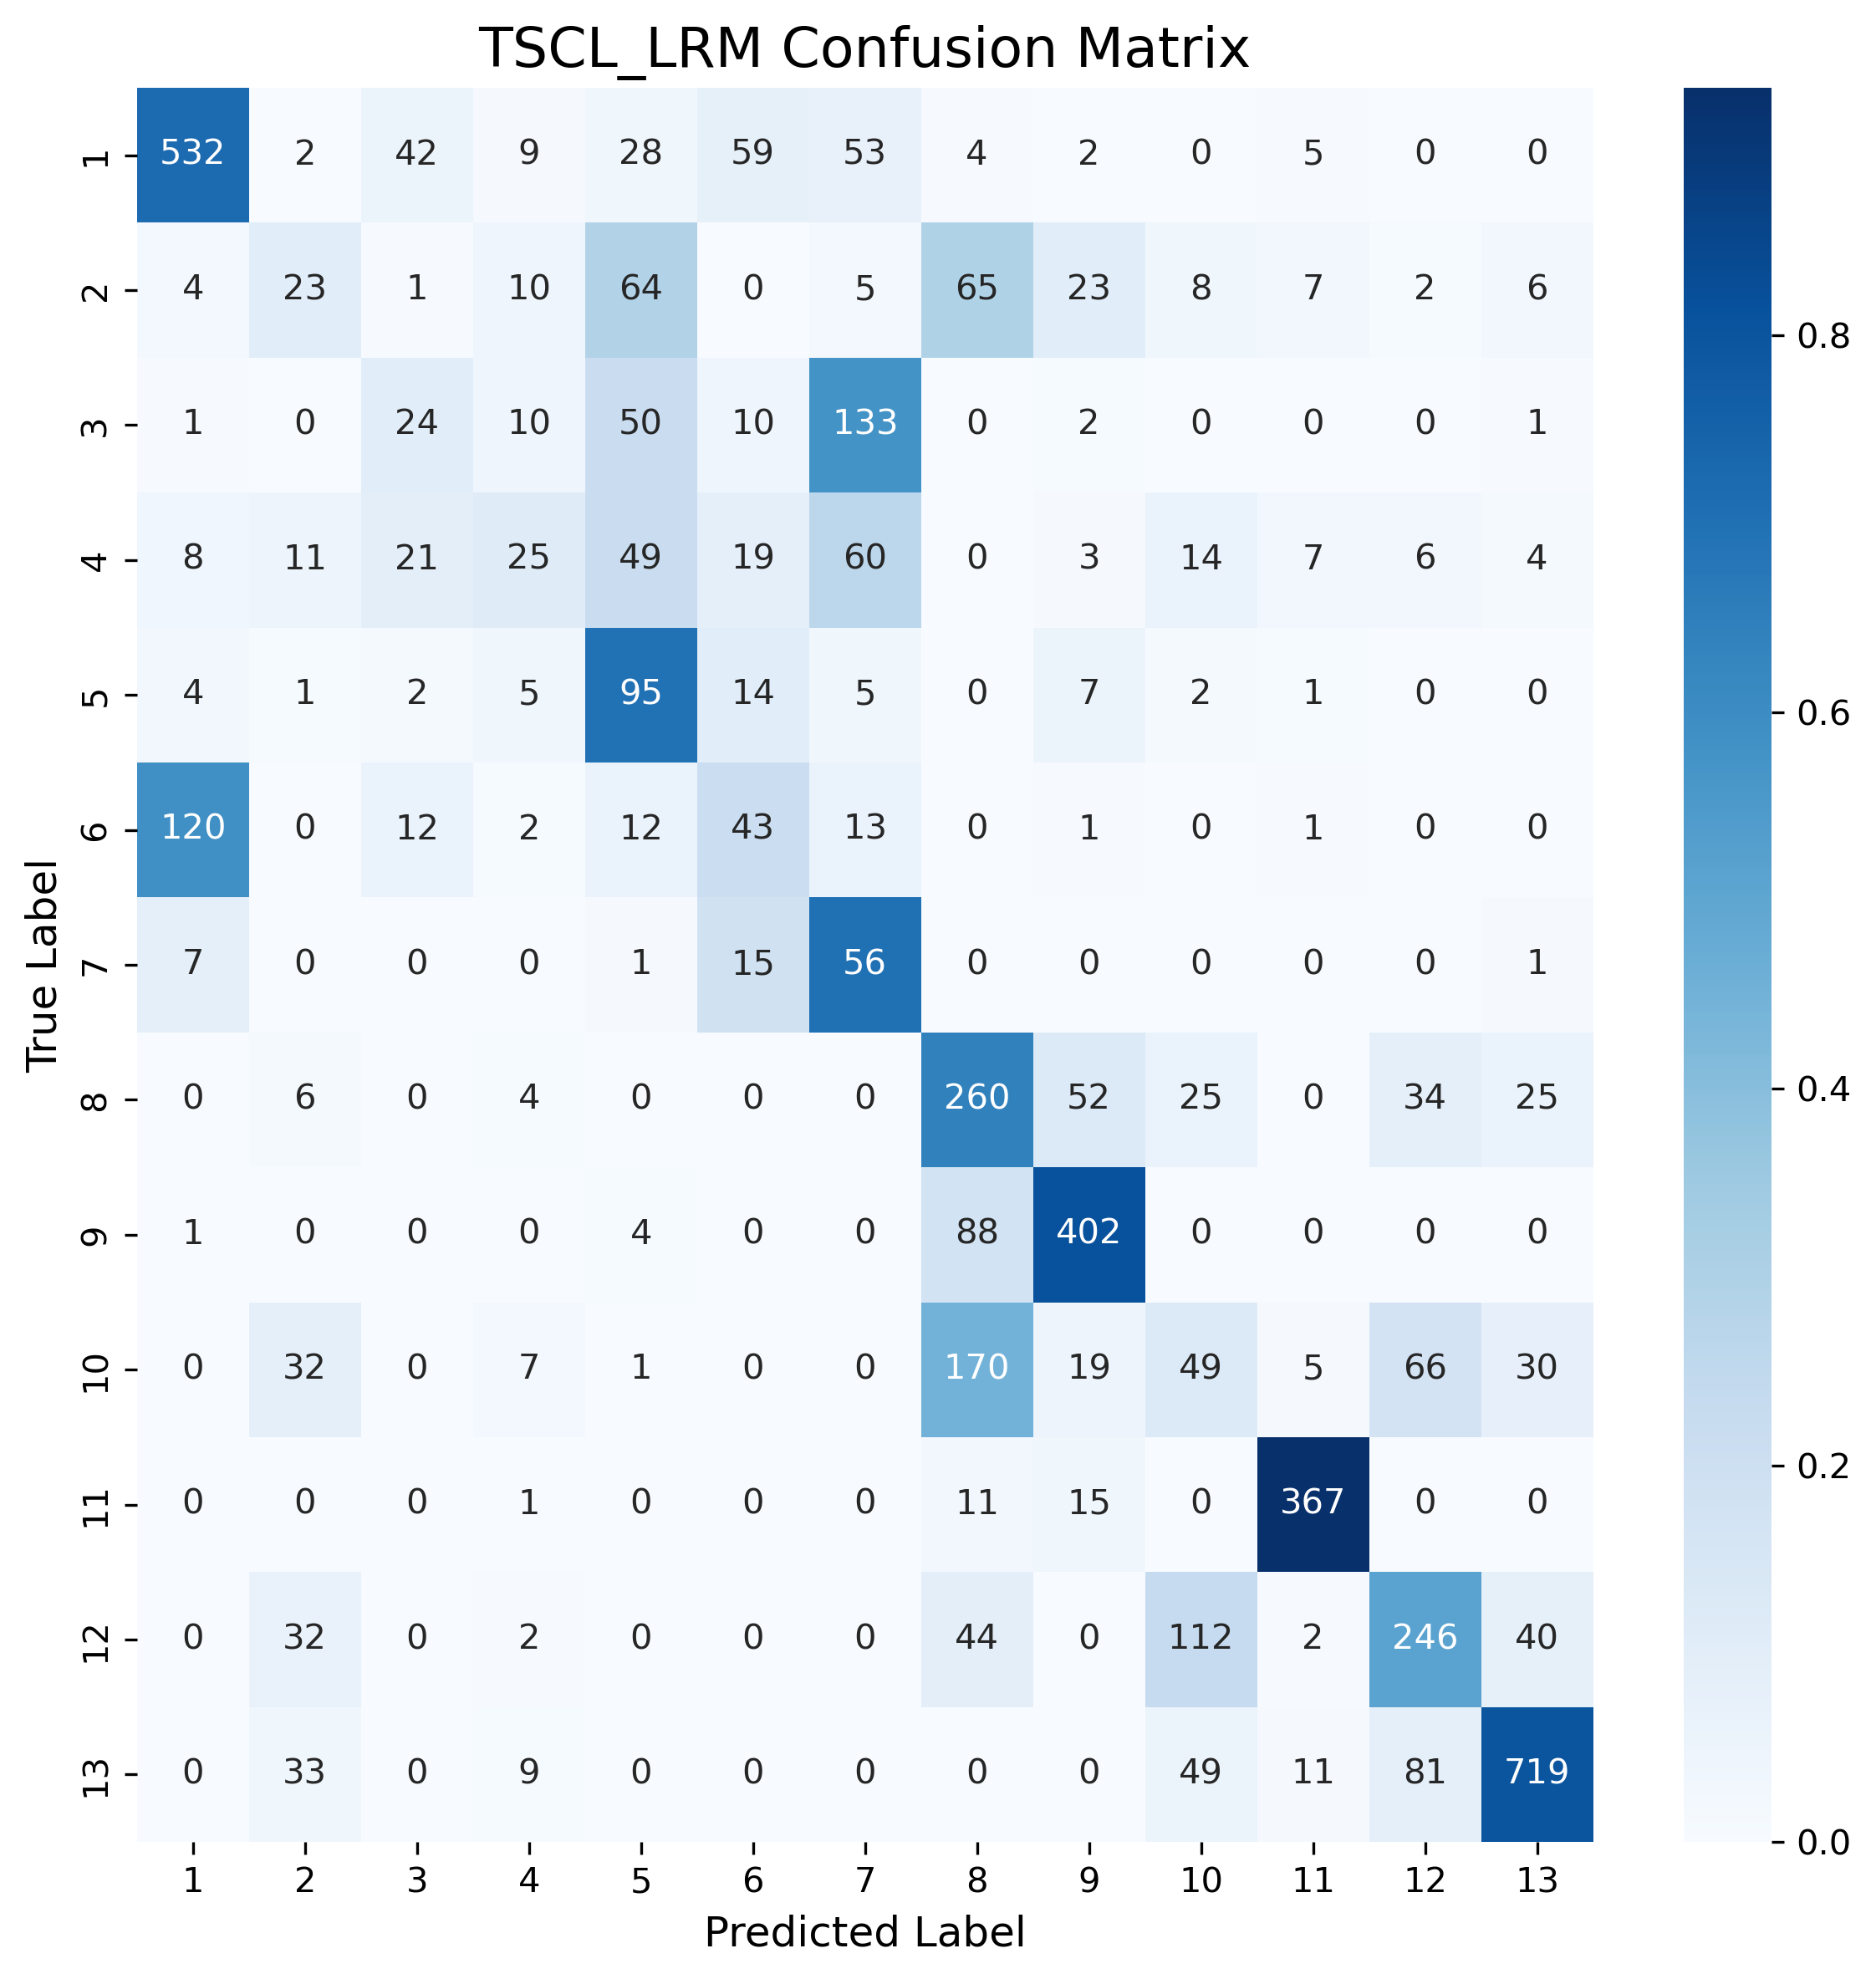 TSCL_LRM Confusion Matrix
1 532 2 42 9 28 59 53 4 2 0 5 0 0
2 4 23 1 10 64 0 5 65 23 8 7 2 6
3 1 0 24 10 50 10 133 0 2 0 0 0 1
4 8 11 21 25 49 19 60 0 3 14 7 6 4
5 4 1 2 5 95 14 5 0 7 2 1 0 0
6 120 0 12 2 12 43 13 0 1 0 1 0 0
7 7 0 0 0 1 15 56 0 0 0 0 0 1
8 0 6 0 4 0 0 0 260 52 25 0 34 25
9 1 0 0 0 4 0 0 88 402 0 0 0 0
10 0 32 0 7 1 0 0 170 19 49 5 66 30
11 0 0 0 1 0 0 0 11 15 0 367 0 0
12 0 32 0 2 0 0 0 44 0 112 2 246 40
13 0 33 0 9 0 0 0 0 0 49 11 81 719
1 2 3 4 5 6 7 8 9 10 11 12 13
Predicted Label
True Label
0.8
0.6
0.4
0.2
0.0